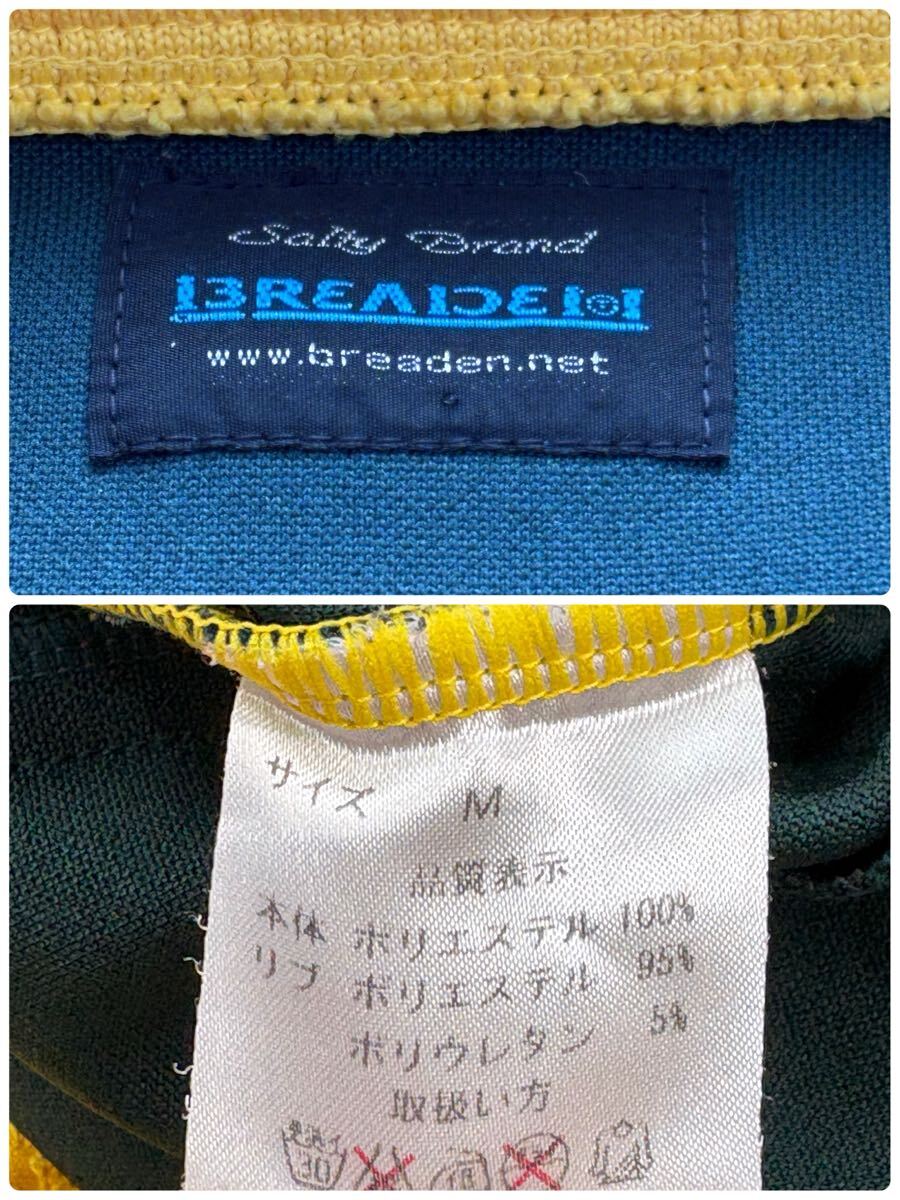 Salty Brand
BREADEN®
www.breaden.net
サイズ M
品質表示
本体 ポリエステル 100%
リブ ポリエステル 95%
ポリウレタン 5%
取扱い方
30